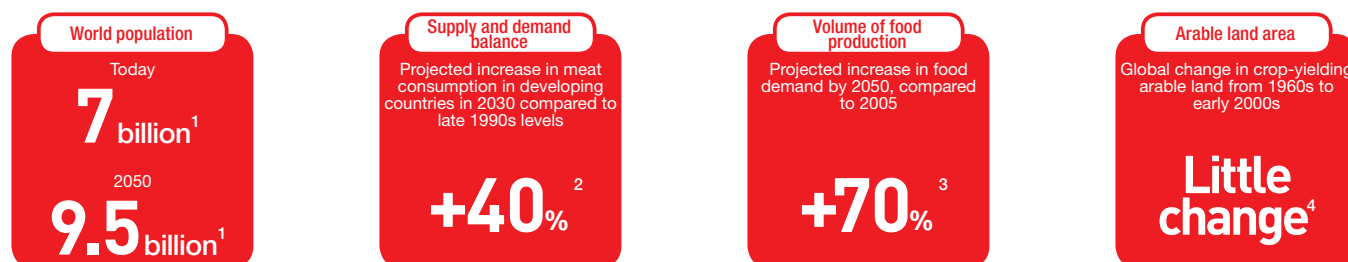 World population
Today
7 billion1
2050
9.5 billion1
Supply and demand
balance
Projected increase in meat
consumption in developing
countries in 2030 compared to
late 1990s levels
+40% 2
Volume of food
production
Projected increase in food
demand by 2050, compared
to 2005
+70% 3
Arable land area
Global change in crop-yielding
arable land from 1960s to
early 2000s
Little
change4